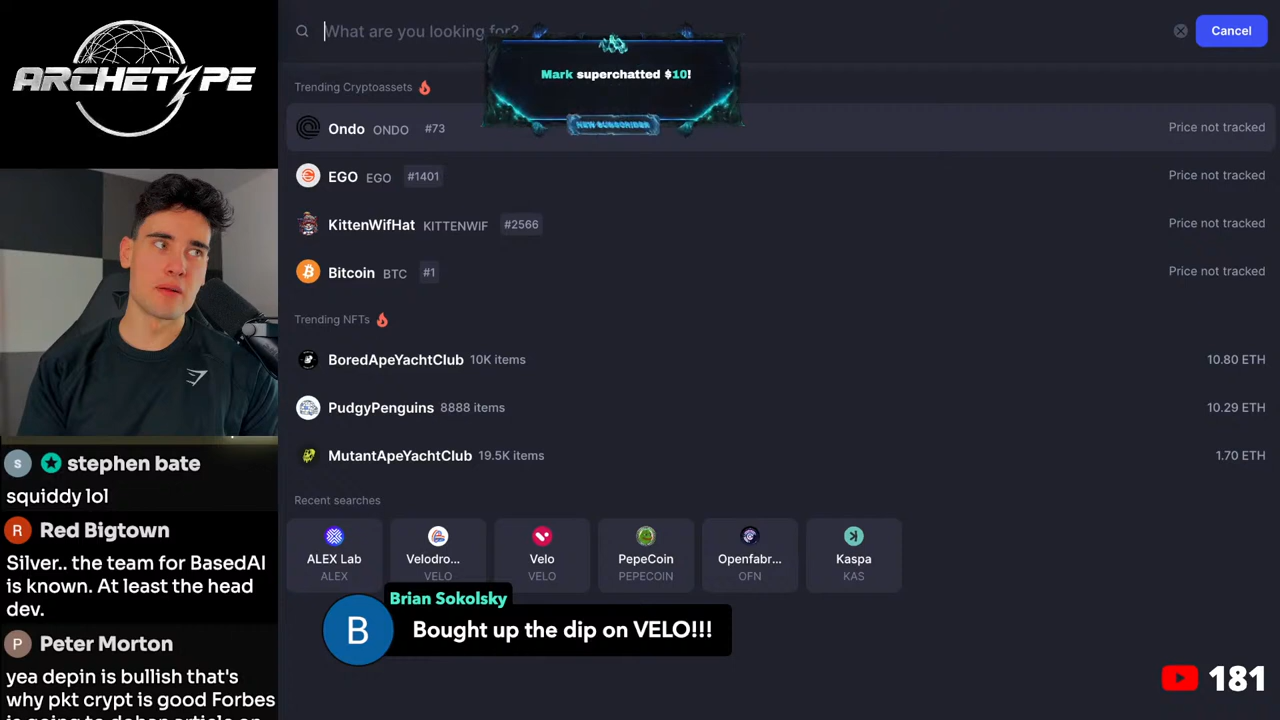 ARCHETYPE
What are you looking for?
Cancel
Mark superchatted $10!
NEW SUBSCRIBER
Trending Cryptoassets
Ondo ONDO #73 Price not tracked
EGO EGO #1401 Price not tracked
KittenWifHat KITTENWIF #2566 Price not tracked
Bitcoin BTC #1 Price not tracked
Trending NFTs
BoredApeYachtClub 10K items 10.80 ETH
PudgyPenguins 8888 items 10.29 ETH
MutantApeYachtClub 19.5K items 1.70 ETH
Recent searches
ALEX Lab Velodro... Velo PepeCoin Openfabr... Kaspa
ALEX VELO VELO PEPECOIN OFN KAS
Brian Sokolsky
B Bought up the dip on VELO!!!
s stephen bate
squiddy lol
R Red Bigtown
Silver.. the team for BasedAI
is known. At least the head
dev.
P Peter Morton
yea depin is bullish that's
why pkt crypt is good Forbes
is going to
181